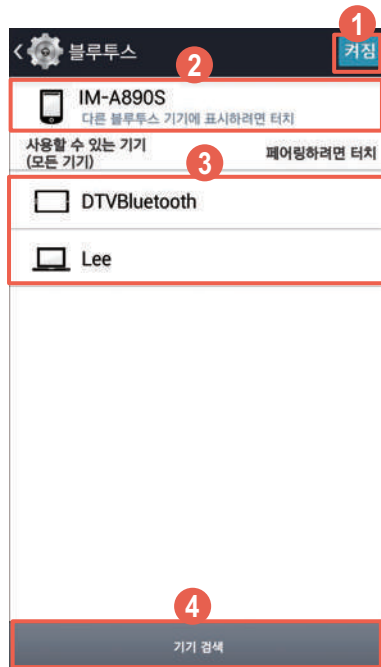 1
블루투스
켜짐
2
IM-A890S
다른 블루투스 기기에 표시하려면 터치
사용할 수 있는 기기
(모든 기기)
3
페어링하려면 터치
DTVBluetooth
Lee
4
기기 검색